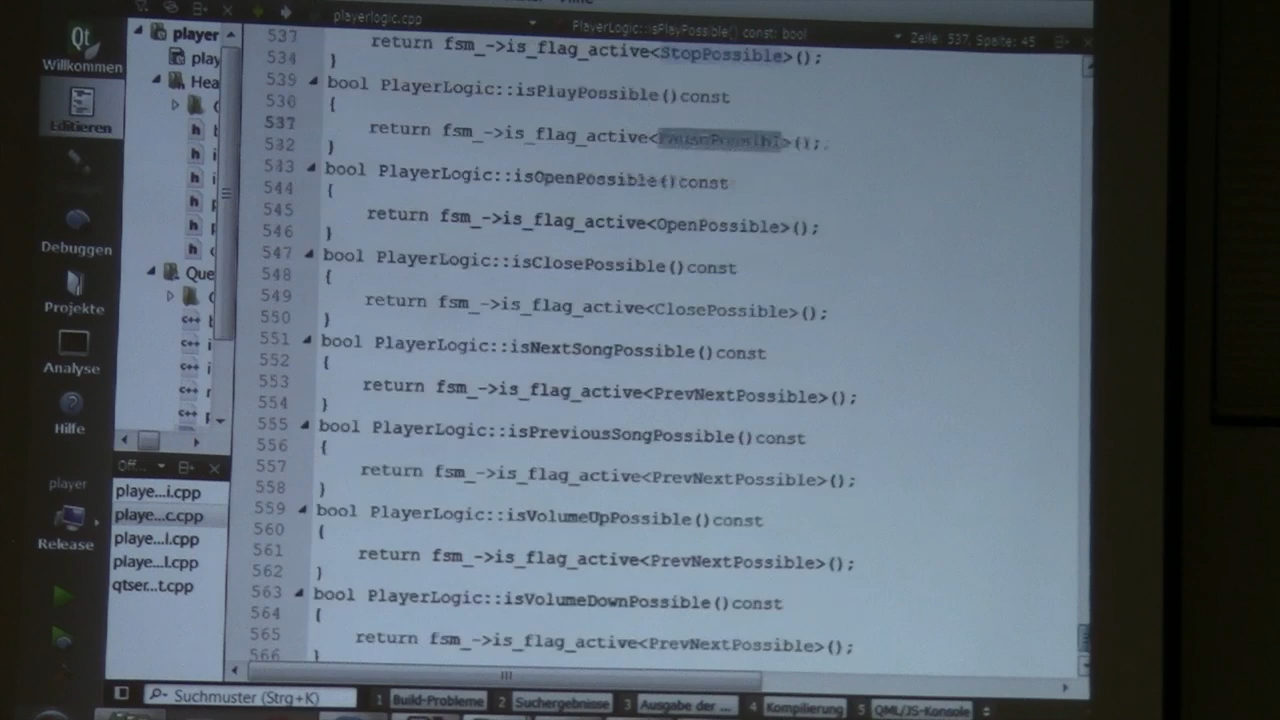 playerlogic.cpp
PlayerLogic::isPlayPossible() const: bool
Zeile: 537, Spalte: 45
Qt
Willkommen
Editieren
Debuggen
Projekte
Analyse
Hilfe
player
Release
player
play
Hea
Que
Off...
playe...i.cpp
playe...c.cpp
playe...l.cpp
playe...l.cpp
qtser...t.cpp
537 return fsm_->is_flag_active<StopPossible>();
534 }
539 bool PlayerLogic::isPlayPossible()const
530 {
537 return fsm_->is_flag_active< >();
532 }
543 bool PlayerLogic::isOpenPossible()const
544 {
545 return fsm_->is_flag_active<OpenPossible>();
546 }
547 bool PlayerLogic::isClosePossible()const
548 {
549 return fsm_->is_flag_active<ClosePossible>();
550 }
551 bool PlayerLogic::isNextSongPossible()const
552 {
553 return fsm_->is_flag_active<PrevNextPossible>();
554 }
555 bool PlayerLogic::isPreviousSongPossible()const
556 {
557 return fsm_->is_flag_active<PrevNextPossible>();
558 }
559 bool PlayerLogic::isVolumeUpPossible()const
560 {
561 return fsm_->is_flag_active<PrevNextPossible>();
562 }
563 bool PlayerLogic::isVolumeDownPossible()const
564 {
565 return fsm_->is_flag_active<PrevNextPossible>();
566 }
Suchmuster (Strg+K) 1 Build-Probleme 2 Suchergebnisse 3 Ausgabe der ... 4 Kompilierung 5 QML/JS-Konsole